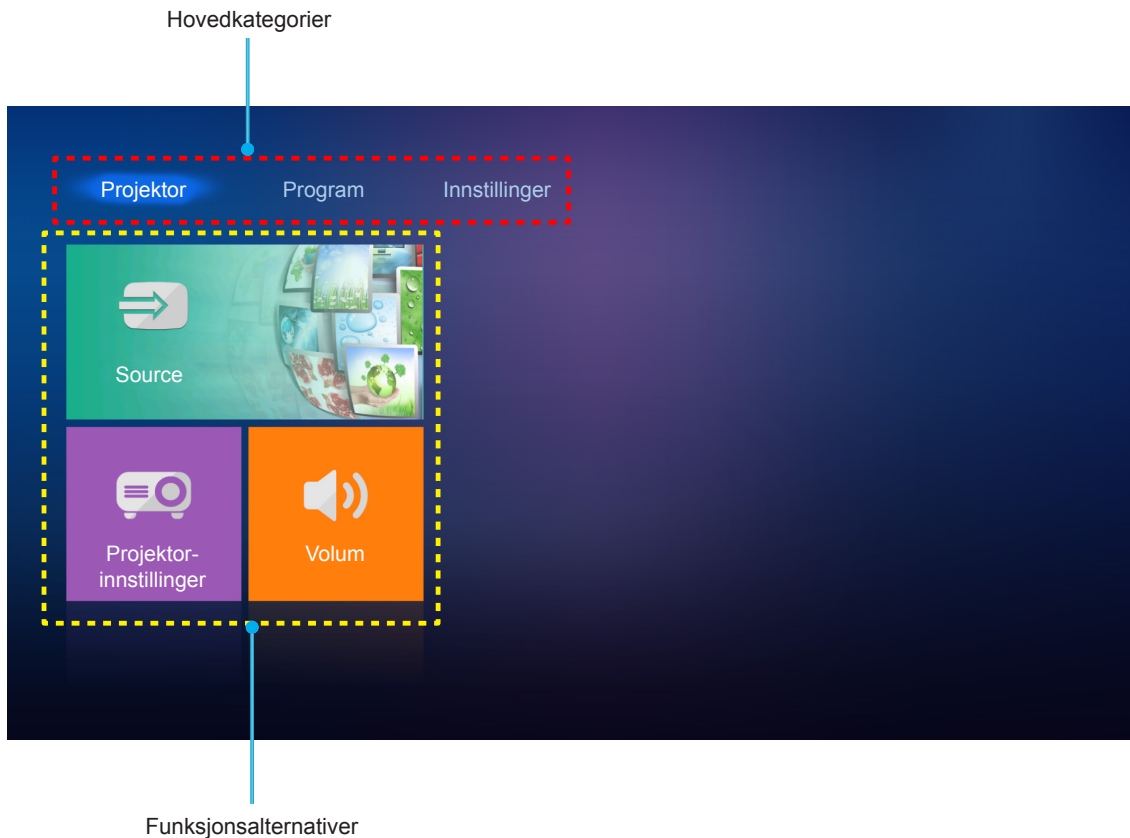 Hovedkategorier
Projektor Program Innstillinger
Source
Projektor-
innstillinger
Volum
Funksjonsalternativer